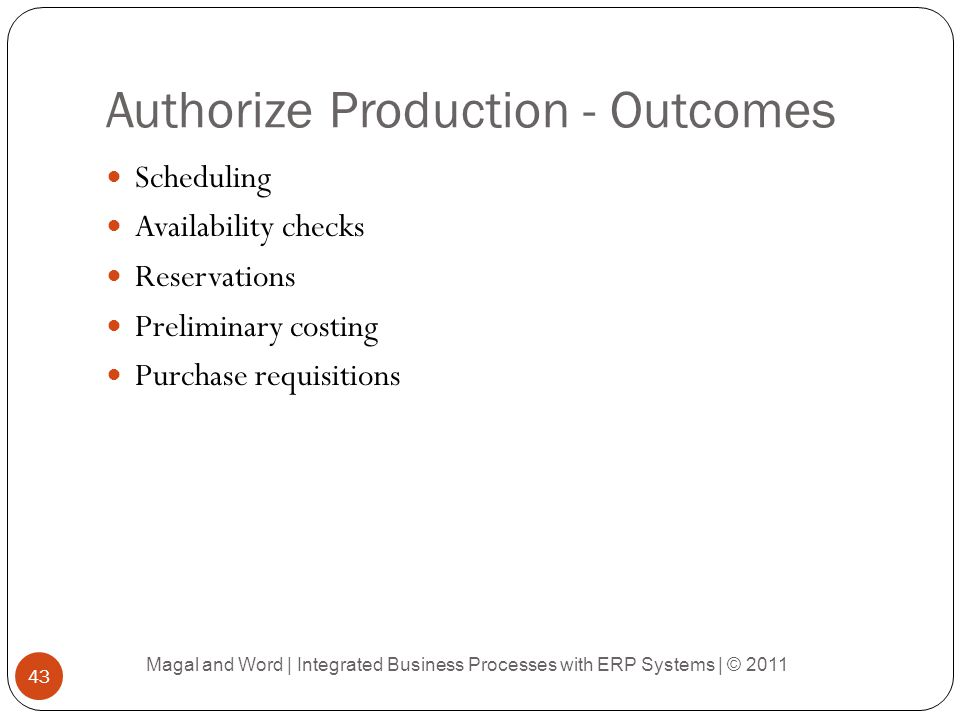 Authorize Production - Outcomes
Scheduling
Availability checks
Reservations
Preliminary costing
Purchase requisitions
Magal and Word | Integrated Business Processes with ERP Systems | © 2011
43